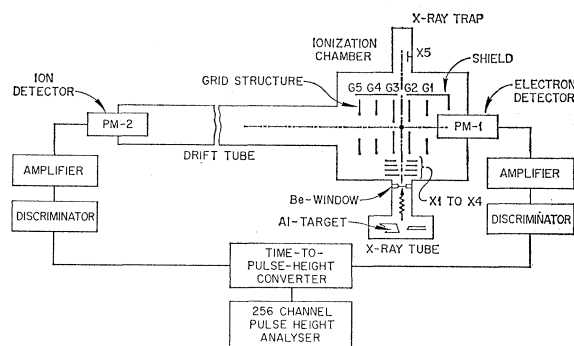 X-RAY TRAP
IONIZATION
CHAMBER
X5
SHIELD
ION
DETECTOR
GRID STRUCTURE
G5 G4 G3 G2 G1
ELECTRON
DETECTOR
PM-2
PM-1
DRIFT TUBE
AMPLIFIER
AMPLIFIER
Be-WINDOW
X1 TO X4
DISCRIMINATOR
DISCRIMINATOR
Al-TARGET
X-RAY TUBE
TIME-TO-
PULSE-HEIGHT
CONVERTER
256 CHANNEL
PULSE HEIGHT
ANALYSER